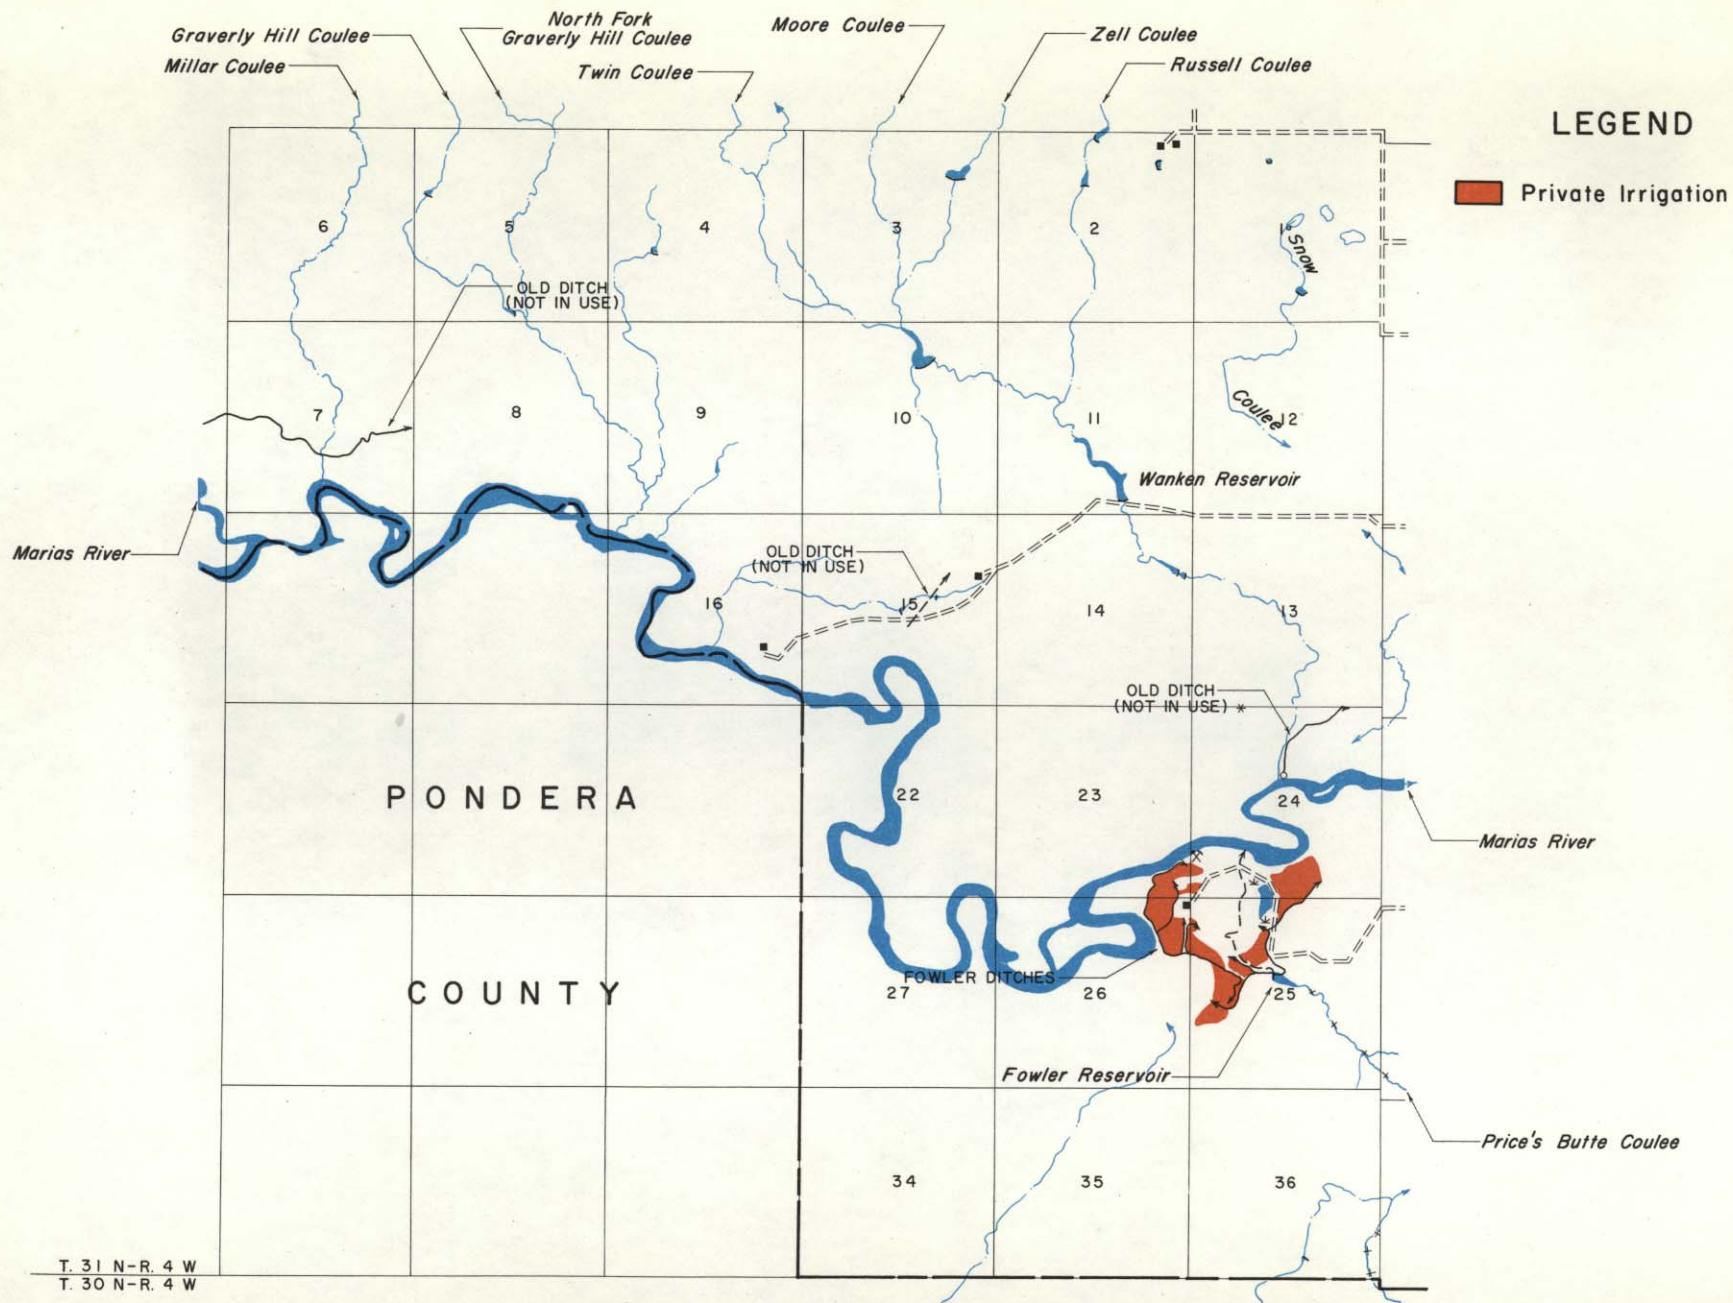 North Fork
Graverly Hill Coulee
Graverly Hill Coulee
Millar Coulee
Twin Coulee
Moore Coulee
Zell Coulee
Russell Coulee
LEGEND
Private Irrigation
6
5
4
3
2
1
Snow
OLD DITCH
(NOT IN USE)
7
8
9
10
11
Coulee
12
Wanken Reservoir
Marias River
OLD DITCH
(NOT IN USE)
16
15
14
13
OLD DITCH
(NOT IN USE)
PONDERA
22
23
24
Marias River
COUNTY
FOWLER DITCHES
27
26
25
Fowler Reservoir
Price's Butte Coulee
34
35
36
T. 31 N-R. 4 W
T. 30 N-R. 4 W